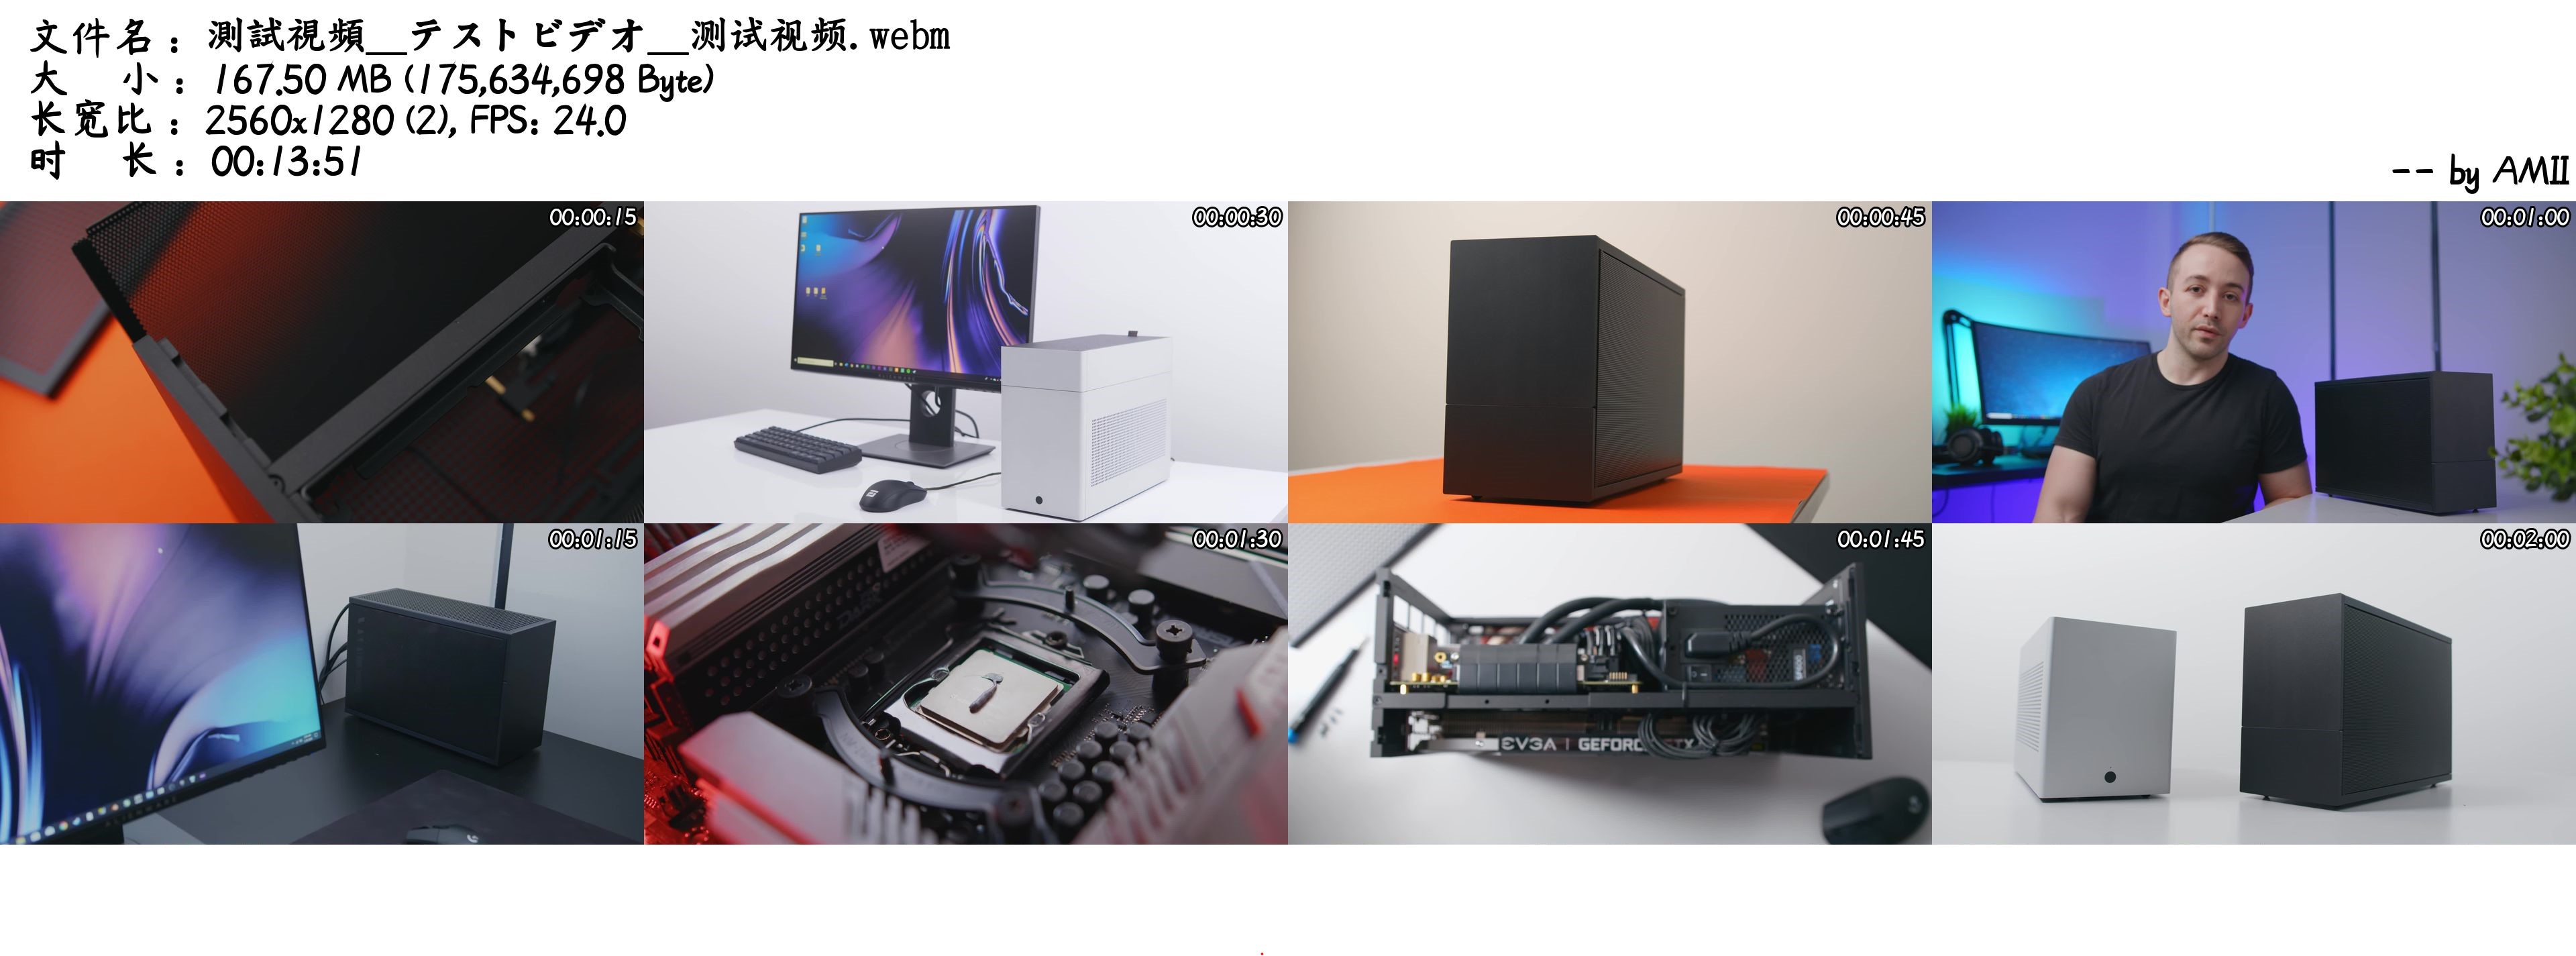 文件名：測試視頻__テストビデオ__测试视频.webm
大　小：167.50 MB (175,634,698 Byte)
长宽比：2560x1280 (2), FPS: 24.0
时　长：00:13:51
-- by AMII
00:00:15
00:00:30
00:00:45
00:01:00
00:01:15
00:01:30
00:01:45
00:02:00
EVGA | GEFORC